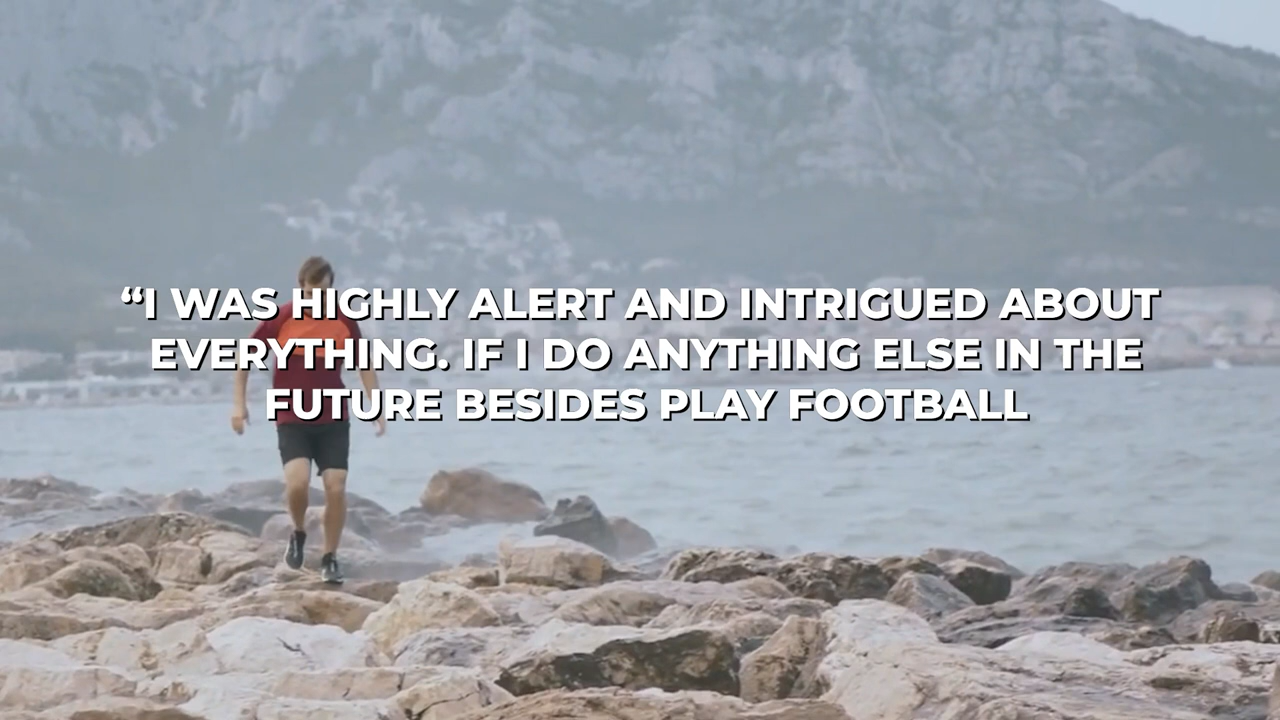 “I WAS HIGHLY ALERT AND INTRIGUED ABOUT
EVERYTHING. IF I DO ANYTHING ELSE IN THE
FUTURE BESIDES PLAY FOOTBALL